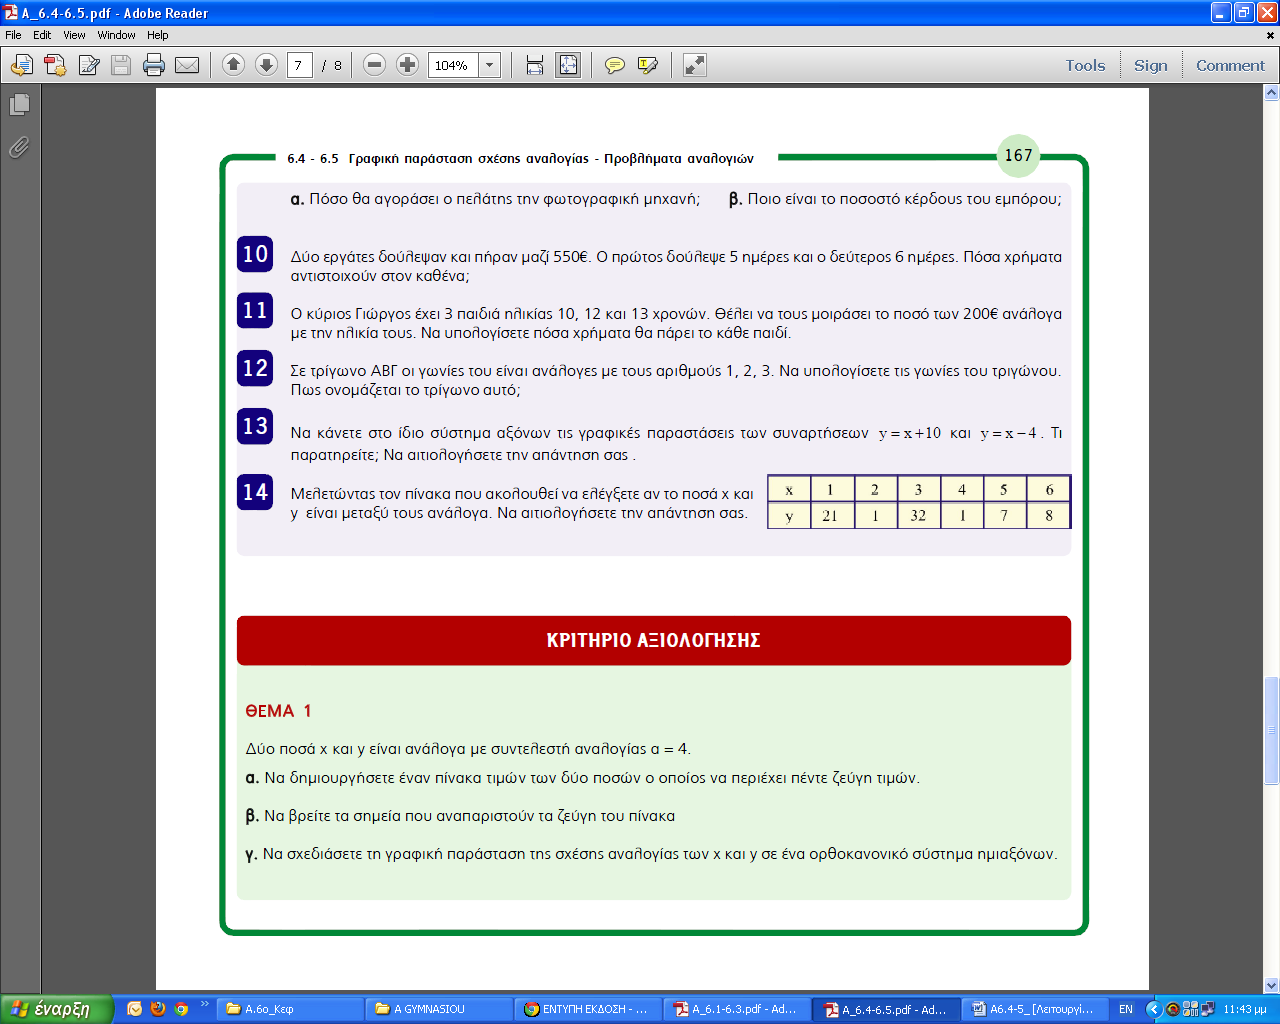 A_6.4-6.5.pdf - Adobe Reader
File Edit View Window Help
7 / 8 104% Tools Sign Comment
6.4 - 6.5 Γραφική παράσταση σχέσης αναλογίας - Προβλήματα αναλογιών 167
α. Πόσο θα αγοράσει ο πελάτης την φωτογραφική μηχανή; β. Ποιο είναι το ποσοστό κέρδους του εμπόρου;
10 Δύο εργάτες δούλεψαν και πήραν μαζί 550€. Ο πρώτος δούλεψε 5 ημέρες και ο δεύτερος 6 ημέρες. Πόσα χρήματα
αντιστοιχούν στον καθένα;
11 Ο κύριος Γιώργος έχει 3 παιδιά ηλικίας 10, 12 και 13 χρονών. Θέλει να τους μοιράσει το ποσό των 200€ ανάλογα
με την ηλικία τους. Να υπολογίσετε πόσα χρήματα θα πάρει το κάθε παιδί.
12 Σε τρίγωνο ΑΒΓ οι γωνίες του είναι ανάλογες με τους αριθμούς 1, 2, 3. Να υπολογίσετε τις γωνίες του τριγώνου.
Πως ονομάζεται το τρίγωνο αυτό;
13 Να κάνετε στο ίδιο σύστημα αξόνων τις γραφικές παραστάσεις των συναρτήσεων y = x+10 και y = x − 4 . Τι
παρατηρείτε; Να αιτιολογήσετε την απάντηση σας .
14 Μελετώντας τον πίνακα που ακολουθεί να ελέγξετε αν το ποσά x και
y είναι μεταξύ τους ανάλογα. Να αιτιολογήσετε την απάντηση σας.
x 1 2 3 4 5 6
y 21 1 32 1 7 8
ΚΡΙΤΗΡΙΟ ΑΞΙΟΛΟΓΗΣΗΣ
ΘΕΜΑ 1
Δύο ποσά x και y είναι ανάλογα με συντελεστή αναλογίας α = 4.
α. Να δημιουργήσετε έναν πίνακα τιμών των δύο ποσών ο οποίος να περιέχει πέντε ζεύγη τιμών.
β. Να βρείτε τα σημεία που αναπαριστούν τα ζεύγη του πίνακα
γ. Να σχεδιάσετε τη γραφική παράσταση της σχέσης αναλογίας των x και y σε ένα ορθοκανονικό σύστημα ημιαξόνων.
έναρξη Α.6ο_Κεφ A GYMNASIOU ΕΝΤΥΠΗ ΕΚΔΟΣΗ - ... A_6.1-6.3.pdf - Ad... A_6.4-6.5.pdf - Ad... A6.4-5_ [Λειτουργί... EN 11:43 μμ